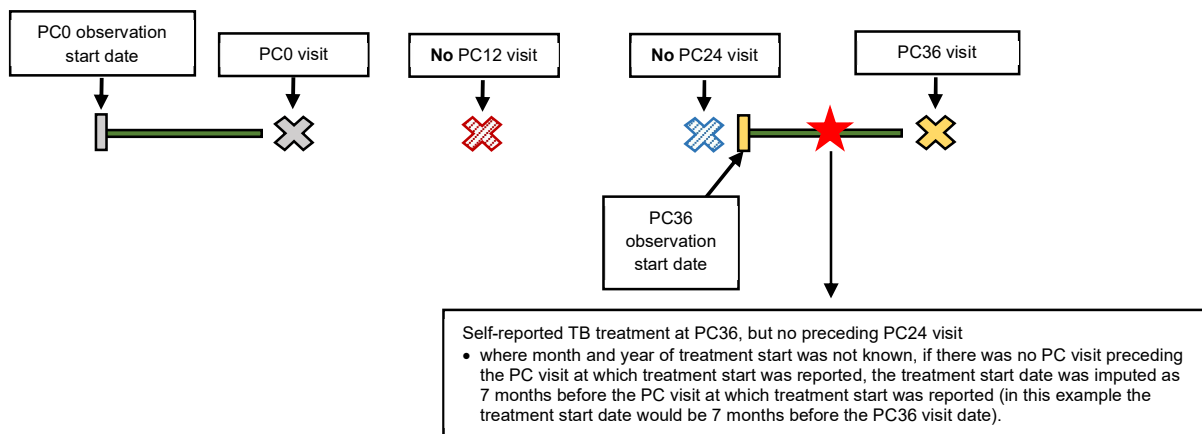 PC0 observation
start date
PC0 visit
No PC12 visit
No PC24 visit
PC36 visit
PC36
observation
start date
Self-reported TB treatment at PC36, but no preceding PC24 visit
• where month and year of treatment start was not known, if there was no PC visit preceding
the PC visit at which treatment start was reported, the treatment start date was imputed as
7 months before the PC visit at which treatment start was reported (in this example the
treatment start date would be 7 months before the PC36 visit date).